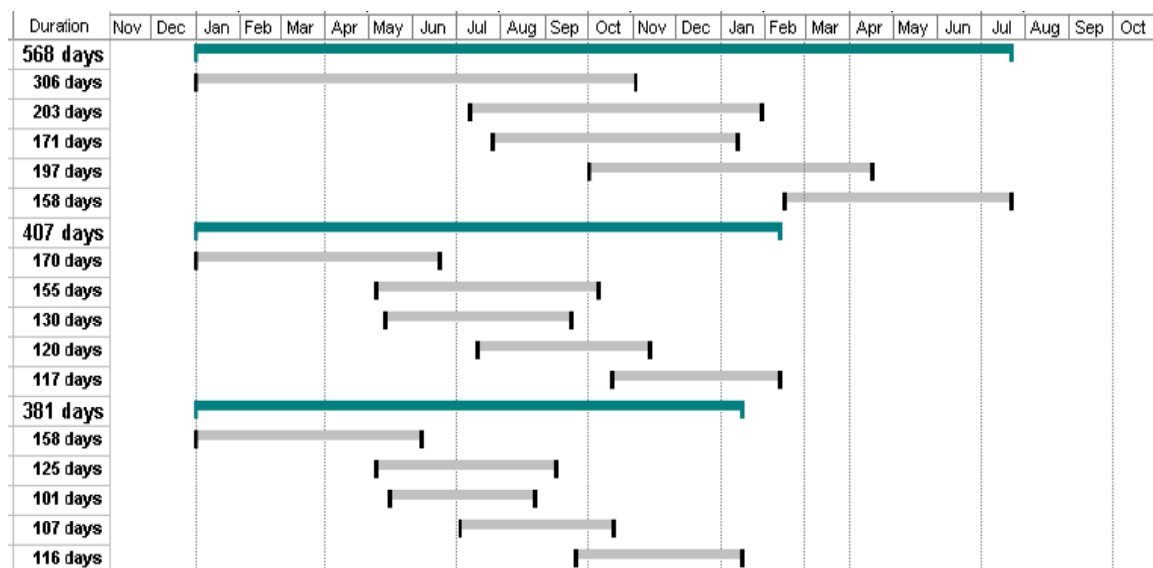 Duration Nov Dec Jan Feb Mar Apr May Jun Jul Aug Sep Oct Nov Dec Jan Feb Mar Apr May Jun Jul Aug Sep Oct
568 days
306 days
203 days
171 days
197 days
158 days
407 days
170 days
155 days
130 days
120 days
117 days
381 days
158 days
125 days
101 days
107 days
116 days